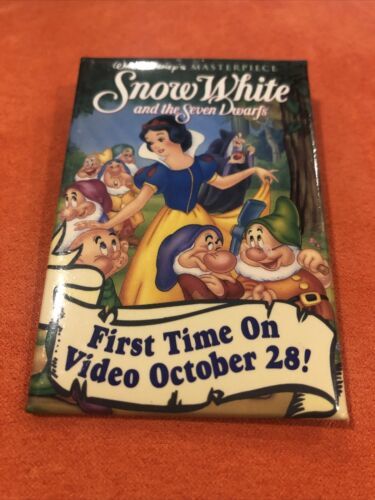 Walt Disney's MASTERPIECE
Snow White
and the Seven Dwarfs
First Time On
Video October 28!